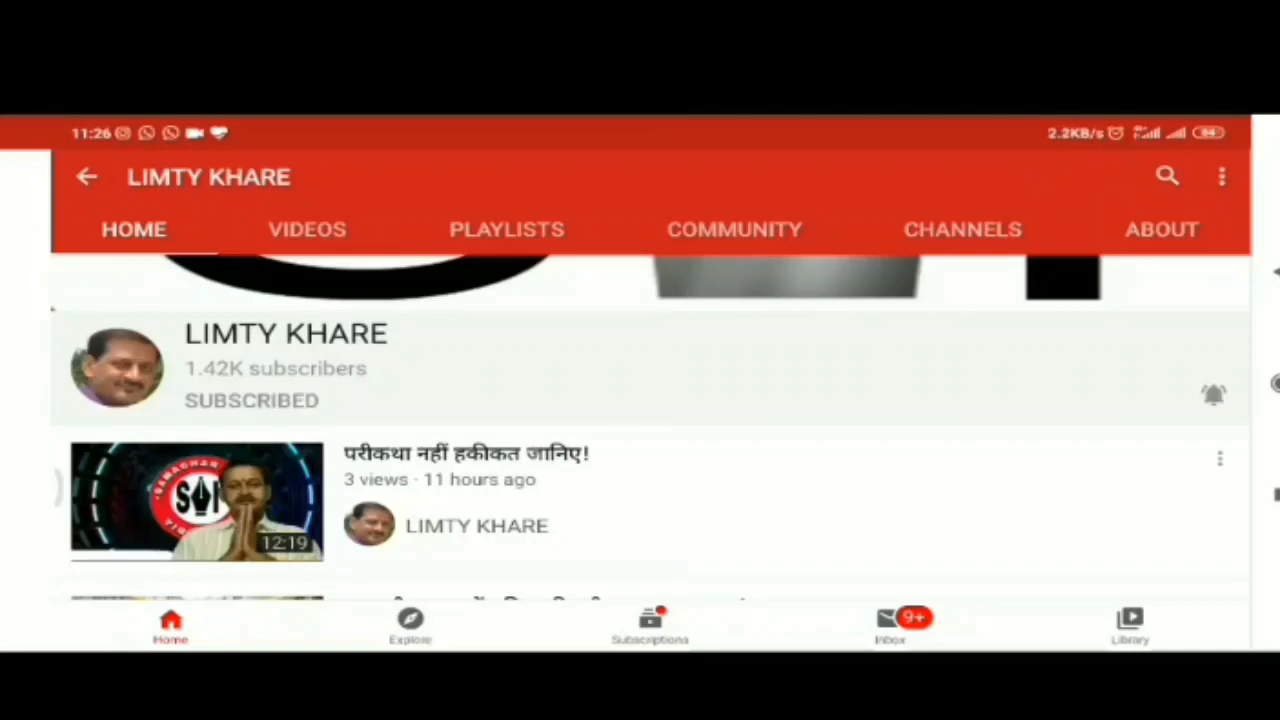 11:26
2.2KB/s 84
LIMTY KHARE
HOME VIDEOS PLAYLISTS COMMUNITY CHANNELS ABOUT
LIMTY KHARE
1.42K subscribers
SUBSCRIBED
परीकथा नहीं हकीकत जानिए!
3 views · 11 hours ago
LIMTY KHARE
SAMACHAR
12:19
Home Explore Subscriptions Inbox 9+ Library